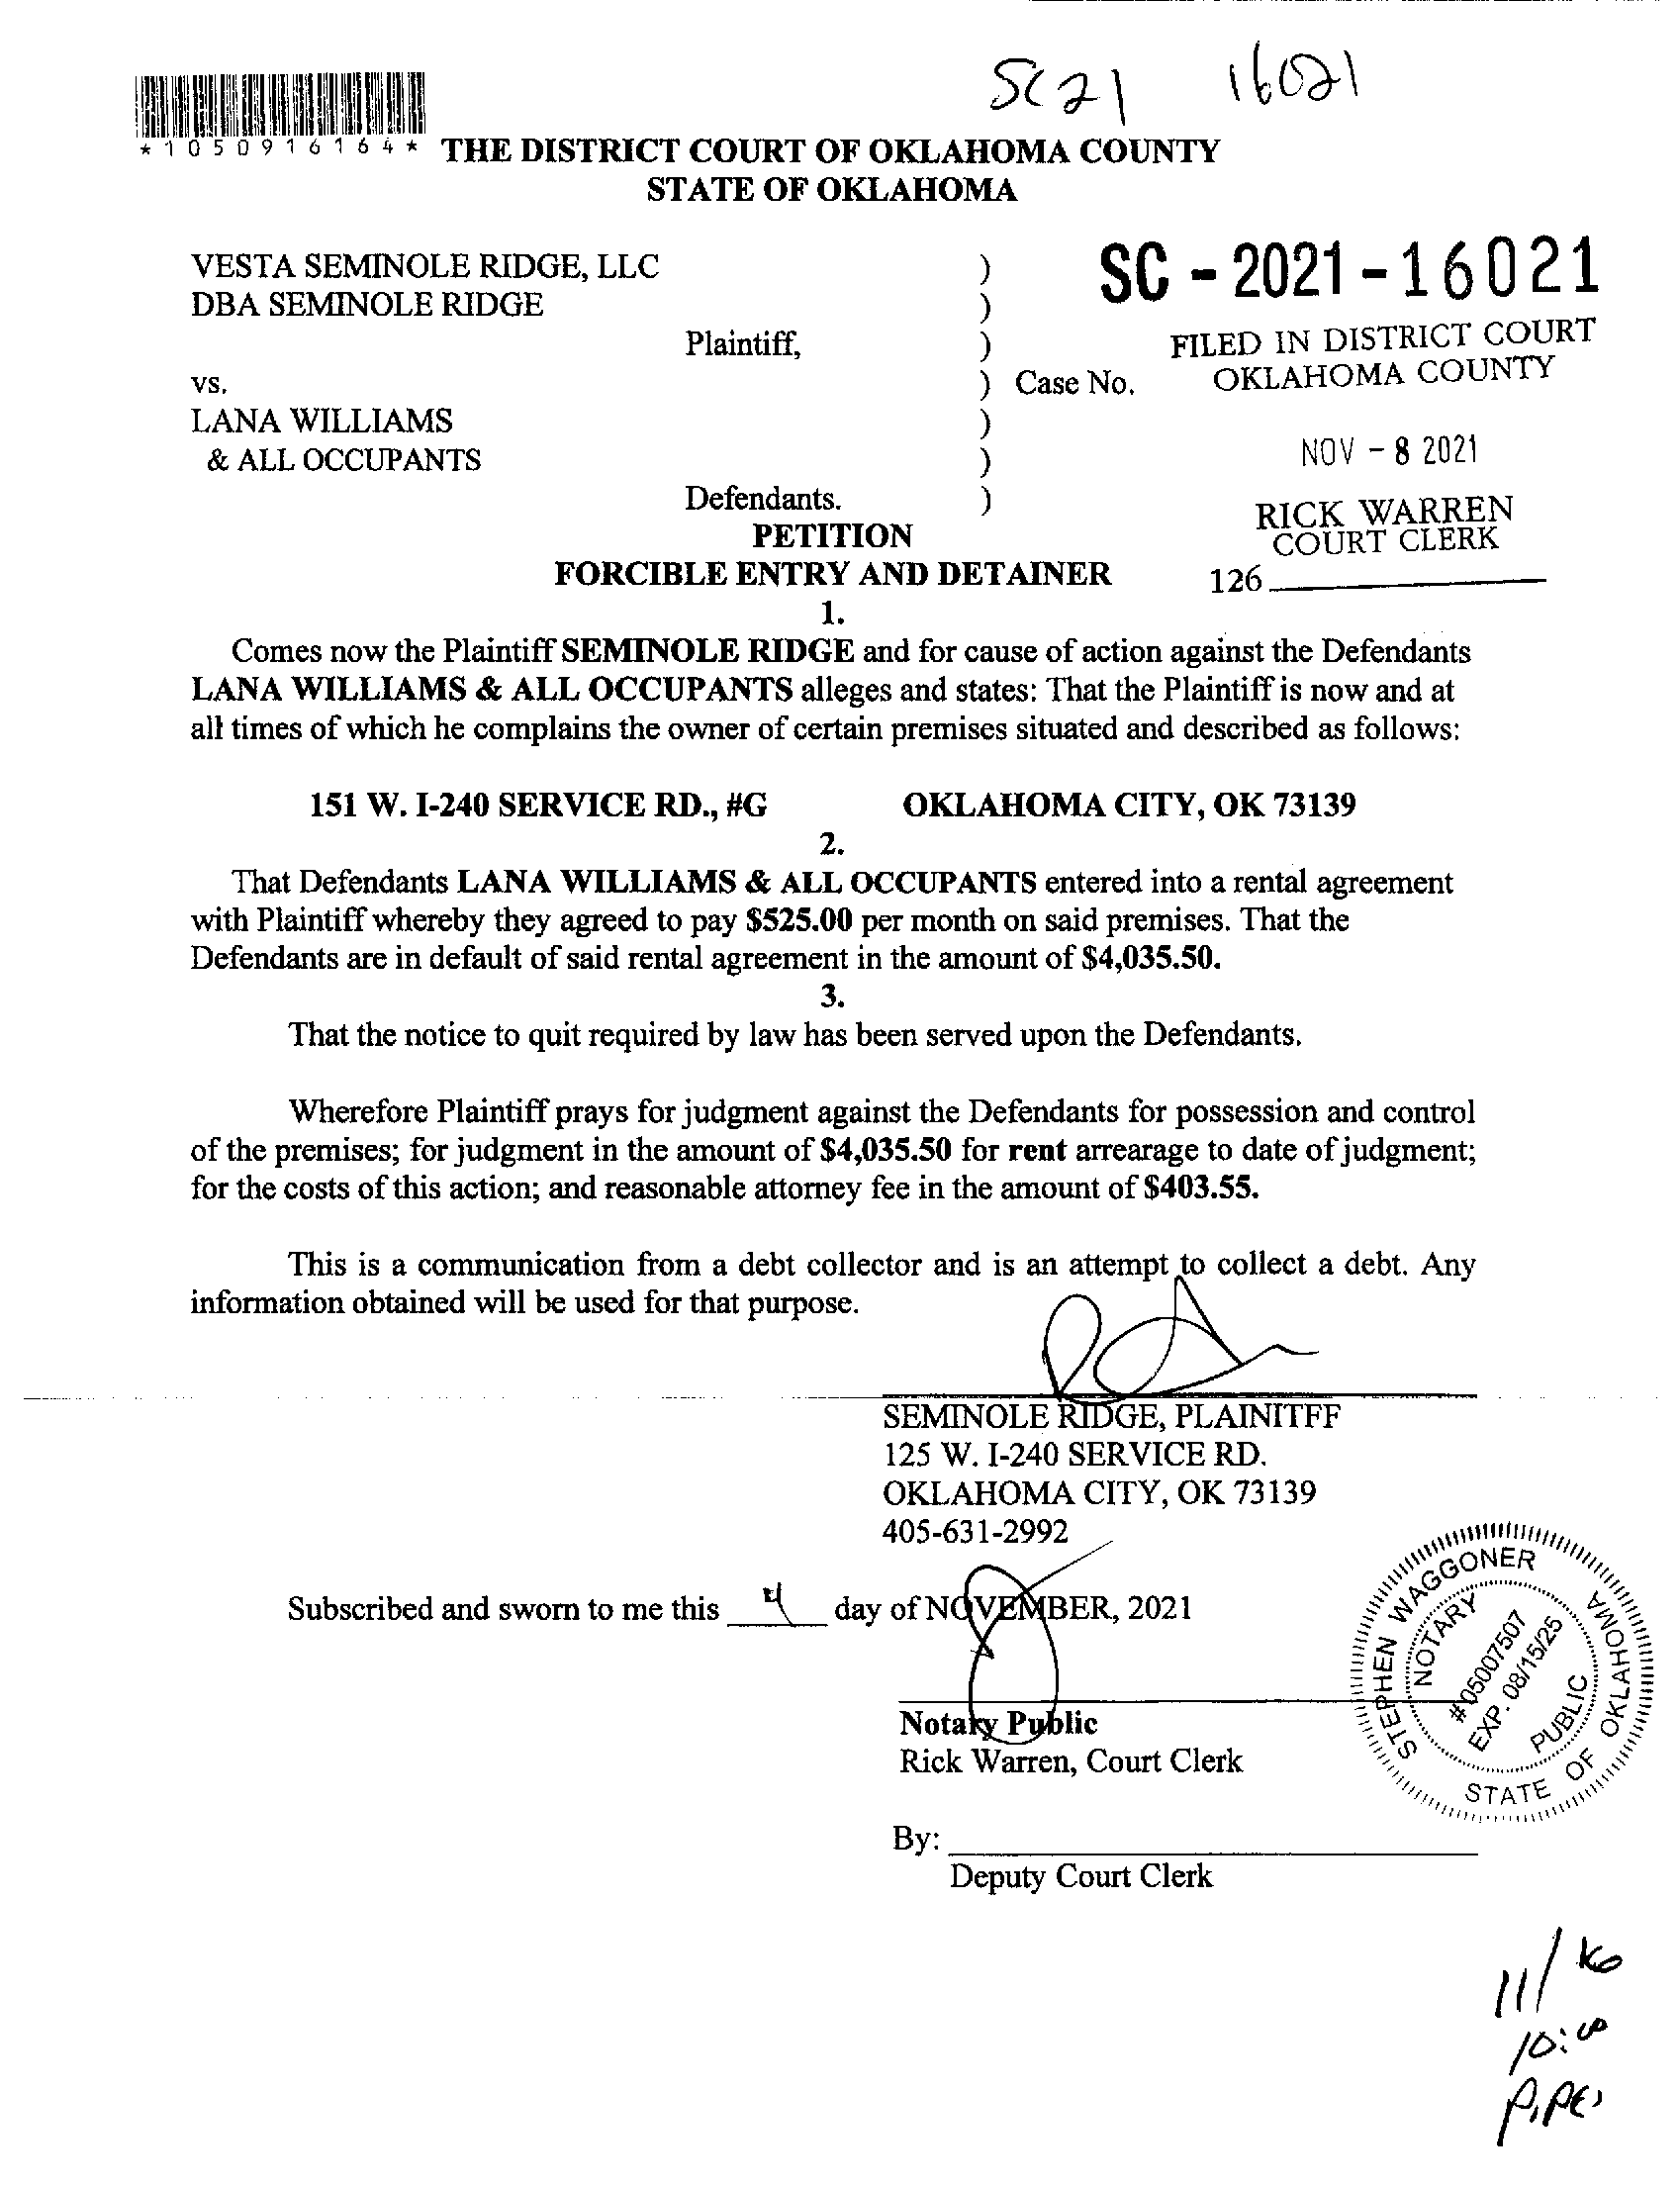 SC21 16021
*1050916164*
THE DISTRICT COURT OF OKLAHOMA COUNTY
STATE OF OKLAHOMA
VESTA SEMINOLE RIDGE, LLC )
DBA SEMINOLE RIDGE )
Plaintiff, )
vs. ) Case No.
LANA WILLIAMS )
& ALL OCCUPANTS )
Defendants. )
SC - 2021 - 16021
FILED IN DISTRICT COURT
OKLAHOMA COUNTY
NOV - 8 2021
RICK WARREN
COURT CLERK
126
PETITION
FORCIBLE ENTRY AND DETAINER
1.
Comes now the Plaintiff SEMINOLE RIDGE and for cause of action against the Defendants
LANA WILLIAMS & ALL OCCUPANTS alleges and states: That the Plaintiff is now and at
all times of which he complains the owner of certain premises situated and described as follows:
151 W. I-240 SERVICE RD., #G OKLAHOMA CITY, OK 73139
2.
That Defendants LANA WILLIAMS & ALL OCCUPANTS entered into a rental agreement
with Plaintiff whereby they agreed to pay $525.00 per month on said premises. That the
Defendants are in default of said rental agreement in the amount of $4,035.50.
3.
That the notice to quit required by law has been served upon the Defendants.
Wherefore Plaintiff prays for judgment against the Defendants for possession and control
of the premises; for judgment in the amount of $4,035.50 for rent arrearage to date of judgment;
for the costs of this action; and reasonable attorney fee in the amount of $403.55.
This is a communication from a debt collector and is an attempt to collect a debt. Any
information obtained will be used for that purpose.
SEMINOLE RIDGE, PLAINITFF
125 W. I-240 SERVICE RD.
OKLAHOMA CITY, OK 73139
405-631-2992
Subscribed and sworn to me this 4 day of NOVEMBER, 2021
Notary Public
Rick Warren, Court Clerk
By:
Deputy Court Clerk
STEPHEN WAGGONER
NOTARY
#05007507
EXP. 08/15/25
PUBLIC
STATE OF OKLAHOMA
11/16
10:00